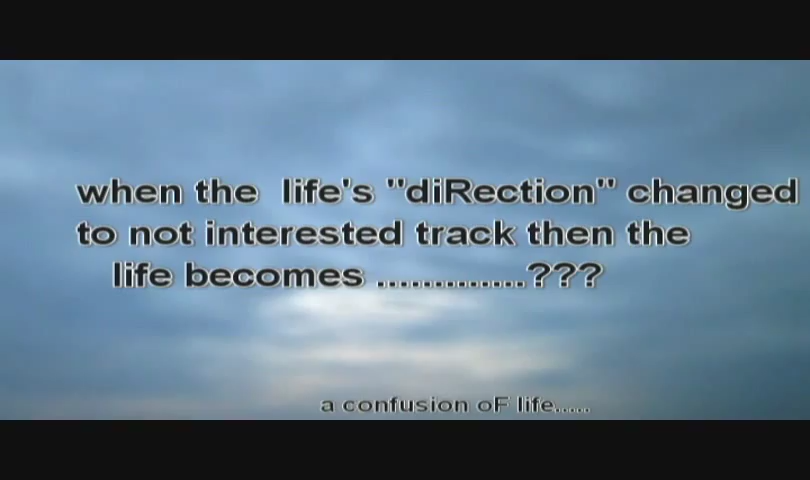 when the life's "diRection" changed
to not interested track then the
life becomes .............???
a confusion oF life.....